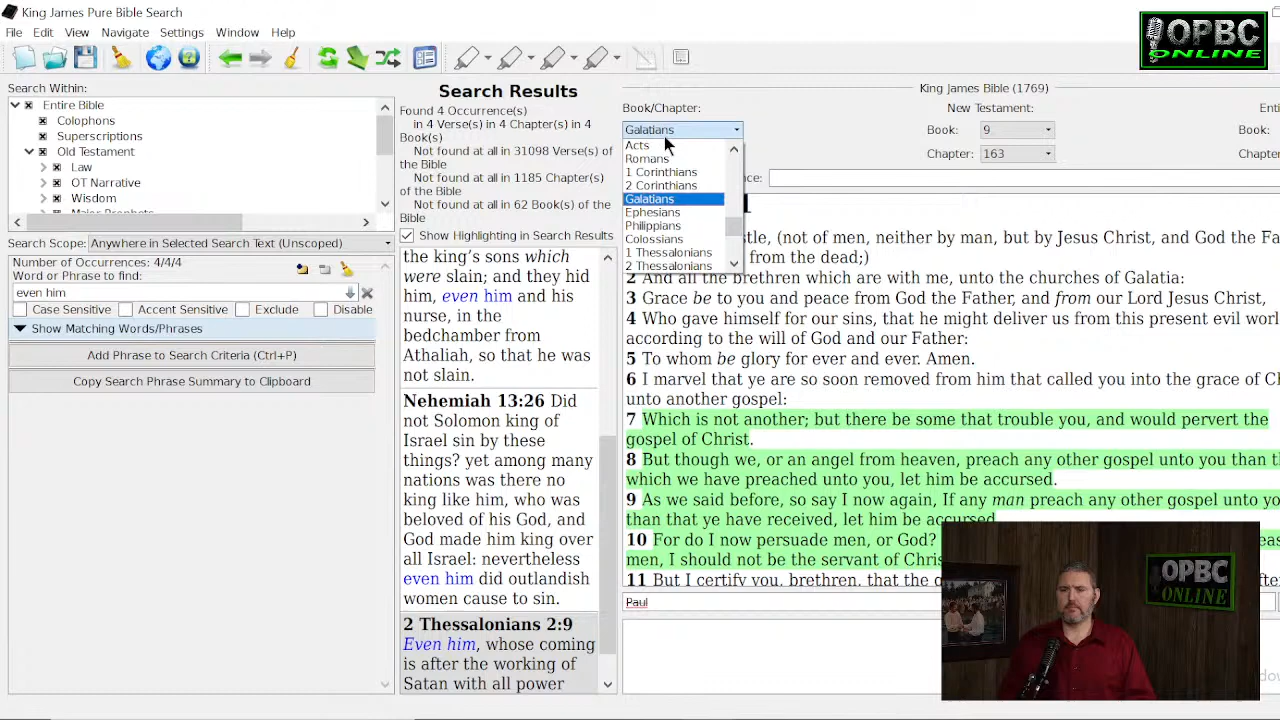 King James Pure Bible Search
File Edit View Navigate Settings Window Help
OPBC
ONLINE
Search Within:
Entire Bible
Colophons
Superscriptions
Old Testament
Law
OT Narrative
Wisdom
Major Prophets
Search Scope: Anywhere in Selected Search Text (Unscoped)
Number of Occurrences: 4/4/4
Word or Phrase to find:
even him
Case Sensitive Accent Sensitive Exclude Disable
Show Matching Words/Phrases
Add Phrase to Search Criteria (Ctrl+P)
Copy Search Phrase Summary to Clipboard
Search Results
Found 4 Occurrence(s)
in 4 Verse(s) in 4 Chapter(s) in 4
Book(s)
Not found at all in 31098 Verse(s) of
the Bible
Not found at all in 1185 Chapter(s)
of the Bible
Not found at all in 62 Book(s) of the
Bible
Show Highlighting in Search Results
the king's sons which
were slain; and they hid
him, even him and his
nurse, in the
bedchamber from
Athaliah, so that he was
not slain.
Nehemiah 13:26 Did
not Solomon king of
Israel sin by these
things? yet among many
nations was there no
king like him, who was
beloved of his God, and
God made him king over
all Israel: nevertheless
even him did outlandish
women cause to sin.
2 Thessalonians 2:9
Even him, whose coming
is after the working of
Satan with all power
King James Bible (1769)
Book/Chapter: New Testament:
Galatians Book: 9 Book:
Chapter: 163 Chapter:
Acts
Romans
1 Corinthians
2 Corinthians
Galatians
Ephesians
Philippians
Colossians
1 Thessalonians
2 Thessalonians
(not of men, neither by man, but by Jesus Christ, and God the
from the dead;)
2 And all the brethren which are with me, unto the churches of Galatia:
3 Grace be to you and peace from God the Father, and from our Lord Jesus Christ,
4 Who gave himself for our sins, that he might deliver us from this present evil
according to the will of God and our Father:
5 To whom be glory for ever and ever. Amen.
6 I marvel that ye are so soon removed from him that called you into the grace of
unto another gospel:
7 Which is not another; but there be some that trouble you, and would pervert the
gospel of Christ.
8 But though we, or an angel from heaven, preach any other gospel unto you than
which we have preached unto you, let him be accursed.
9 As we said before, so say I now again, If any man preach any other gospel unto
than that ye have received, let him be accursed.
10 For do I now persuade men, or God?
men, I should not be the servant of
11 But I certify you, brethren, that the
Paul
OPBC
ONLINE